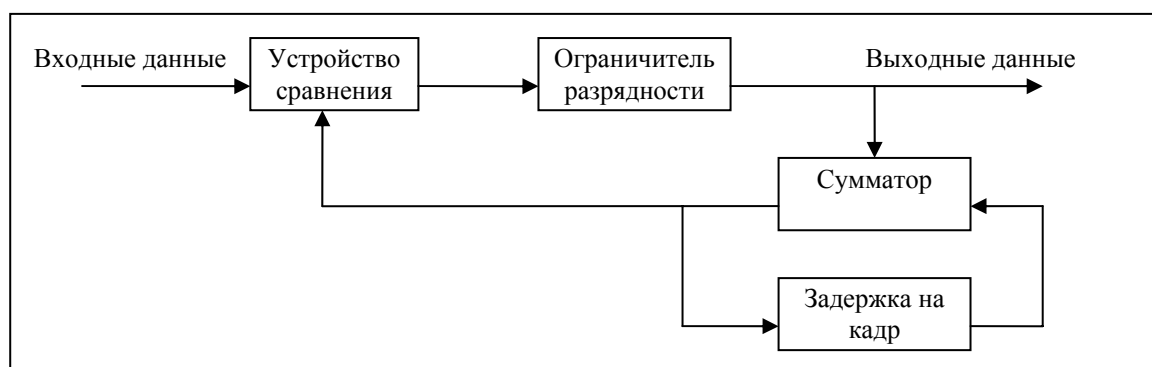 Входные данные
Устройство
сравнения
Ограничитель
разрядности
Выходные данные
Сумматор
Задержка на
кадр